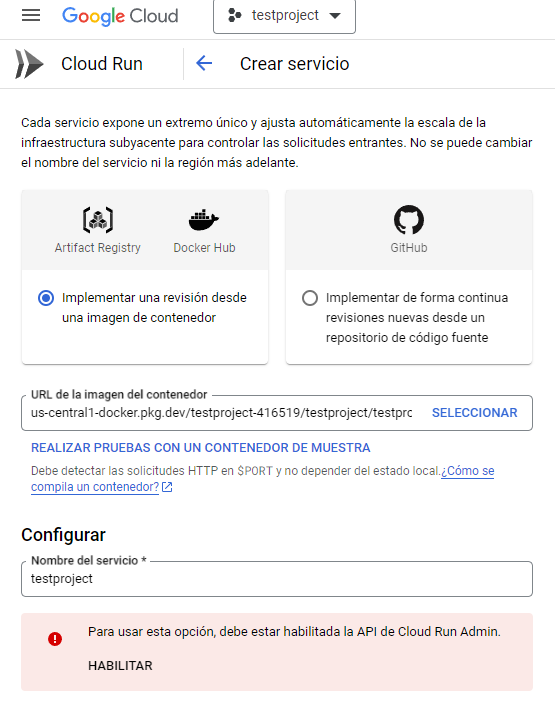 Google Cloud
testproject
Cloud Run
Crear servicio
Cada servicio expone un extremo único y ajusta automáticamente la escala de la
infraestructura subyacente para controlar las solicitudes entrantes. No se puede cambiar
el nombre del servicio ni la región más adelante.
Artifact Registry
Docker Hub
GitHub
Implementar una revisión desde
una imagen de contenedor
Implementar de forma continua
revisiones nuevas desde un
repositorio de código fuente
URL de la imagen del contenedor
us-central1-docker.pkg.dev/testproject-416519/testproject/testprc
SELECCIONAR
REALIZAR PRUEBAS CON UN CONTENEDOR DE MUESTRA
Debe detectar las solicitudes HTTP en $PORT y no depender del estado local.¿Cómo se
compila un contenedor?
Configurar
Nombre del servicio *
testproject
Para usar esta opción, debe estar habilitada la API de Cloud Run Admin.
HABILITAR